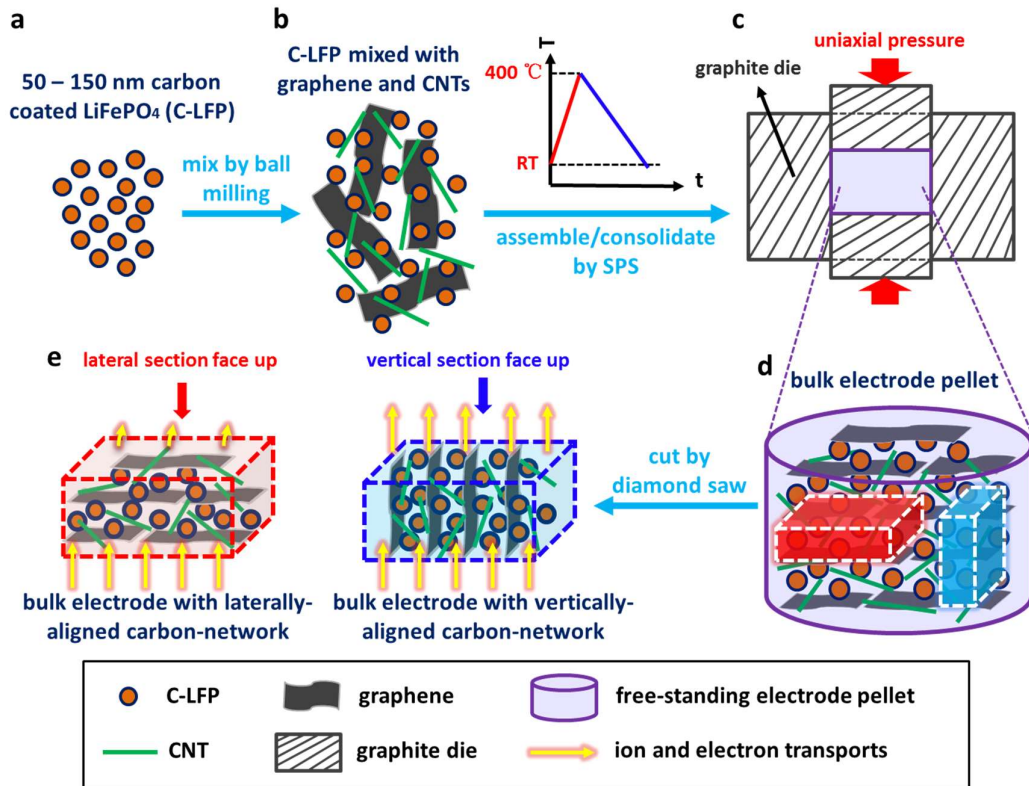 a
50 – 150 nm carbon
coated LiFePO4 (C-LFP)
mix by ball
milling
b
C-LFP mixed with
graphene and CNTs
T
400 ℃
RT
t
assemble/consolidate
by SPS
c
uniaxial pressure
graphite die
d
bulk electrode pellet
cut by
diamond saw
e
lateral section face up
bulk electrode with laterally-
aligned carbon-network
vertical section face up
bulk electrode with vertically-
aligned carbon-network
C-LFP
graphene
free-standing electrode pellet
CNT
graphite die
ion and electron transports